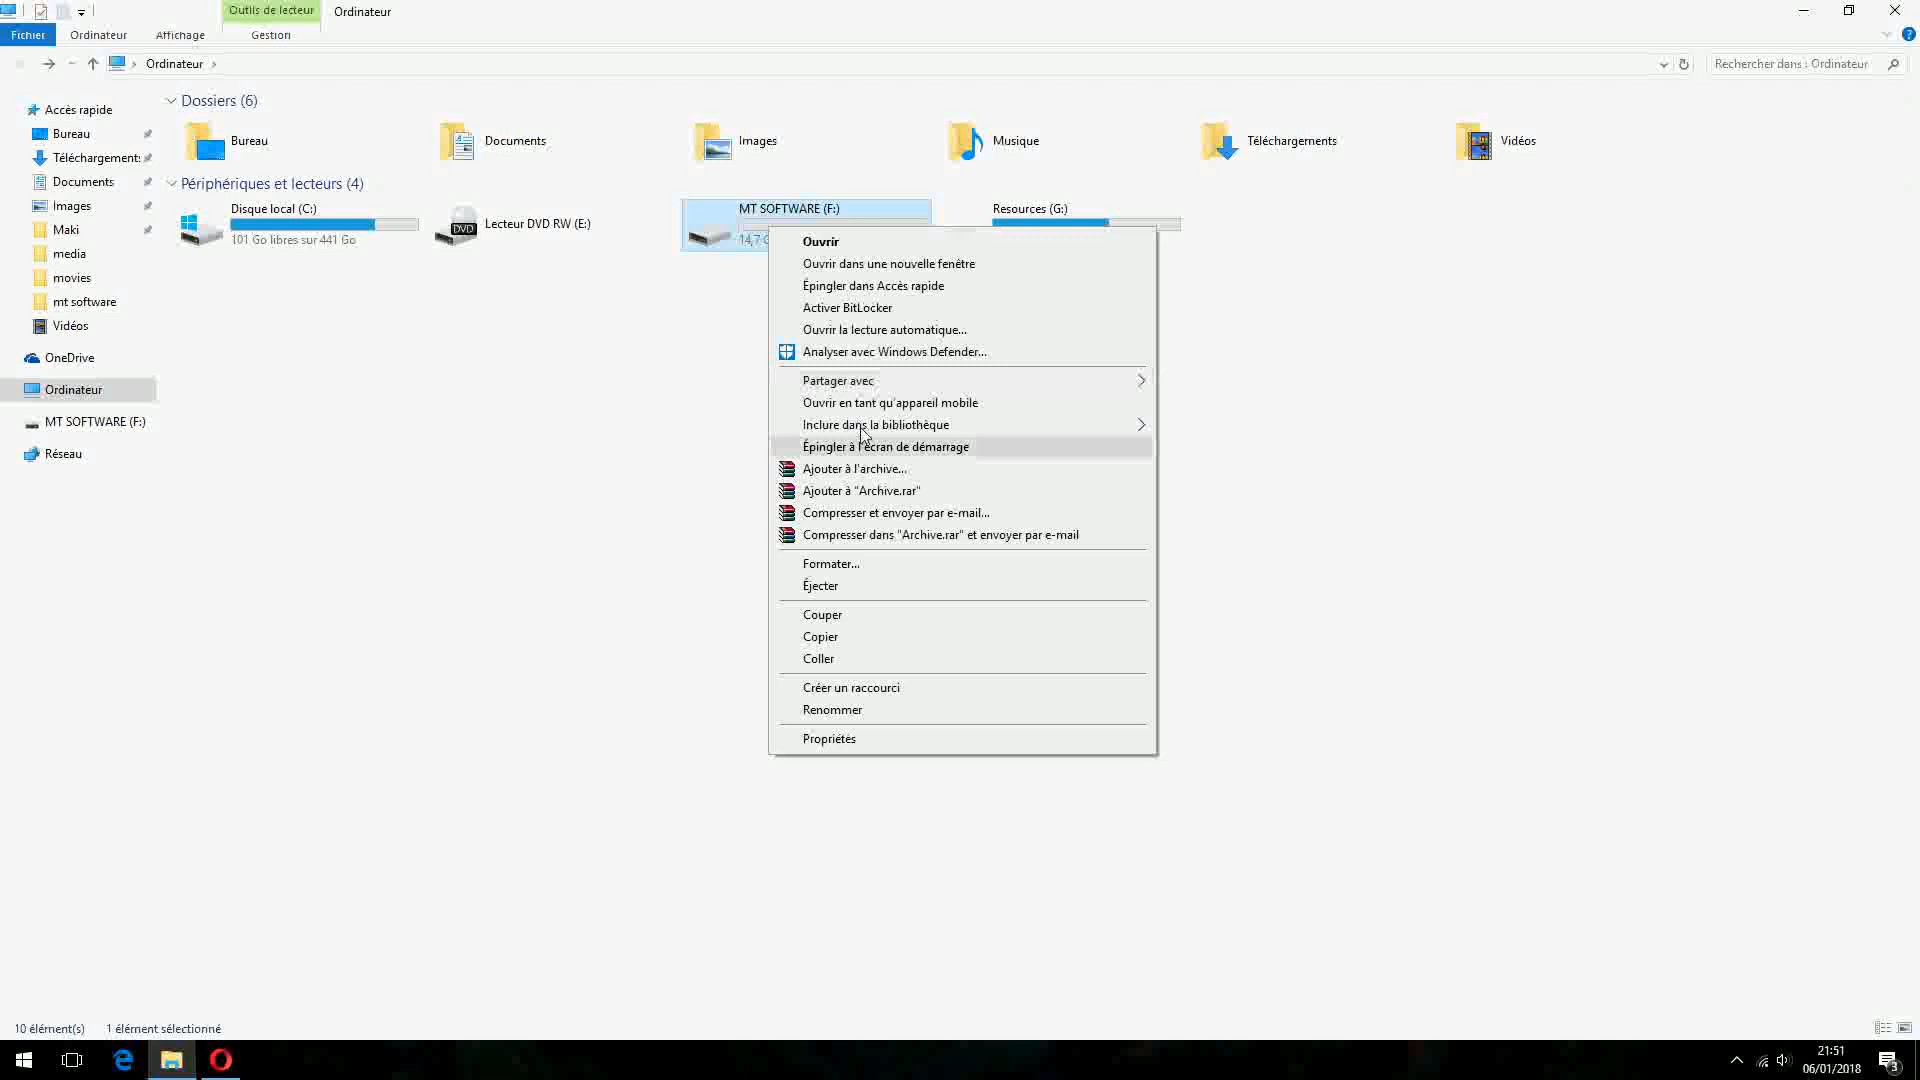 Outils de lecteur
Ordinateur
Fichier
Ordinateur
Affichage
Gestion
Ordinateur
Rechercher dans : Ordinateur
Accès rapide
Bureau
Téléchargement:
Documents
Images
Maki
media
movies
mt software
Vidéos
OneDrive
Ordinateur
MT SOFTWARE (F:)
Réseau
Dossiers (6)
Bureau
Documents
Images
Musique
Téléchargements
Vidéos
Périphériques et lecteurs (4)
Disque local (C:)
101 Go libres sur 441 Go
DVD
Lecteur DVD RW (E:)
MT SOFTWARE (F:)
14,7 G
Resources (G:)
Ouvrir
Ouvrir dans une nouvelle fenêtre
Épingler dans Accès rapide
Activer BitLocker
Ouvrir la lecture automatique...
Analyser avec Windows Defender...
Partager avec
Ouvrir en tant qu'appareil mobile
Inclure dans la bibliothèque
Épingler à l'écran de démarrage
Ajouter à l'archive...
Ajouter à "Archive.rar"
Compresser et envoyer par e-mail...
Compresser dans "Archive.rar" et envoyer par e-mail
Formater...
Éjecter
Couper
Copier
Coller
Créer un raccourci
Renommer
Propriétés
10 élément(s)
1 élément sélectionné
21:51
06/01/2018
3